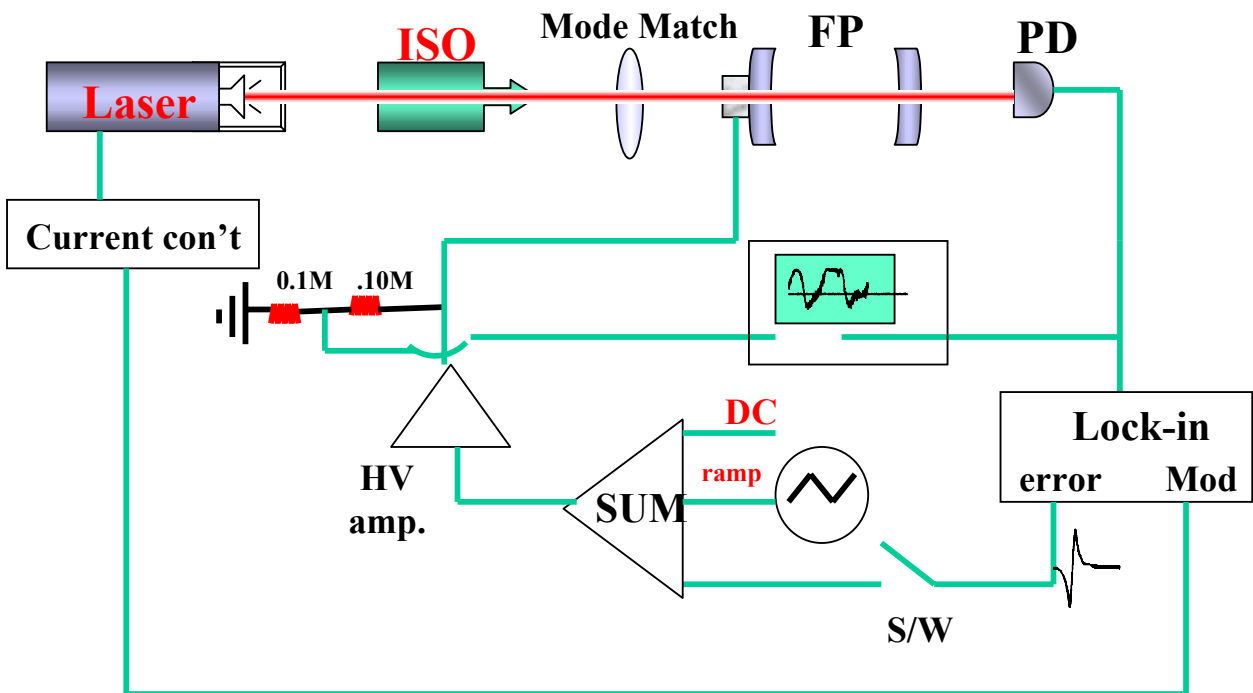 Mode Match
FP
PD
ISO
Laser
Current con't
0.1M
.10M
DC
ramp
SUM
HV
amp.
Lock-in
error Mod
S/W